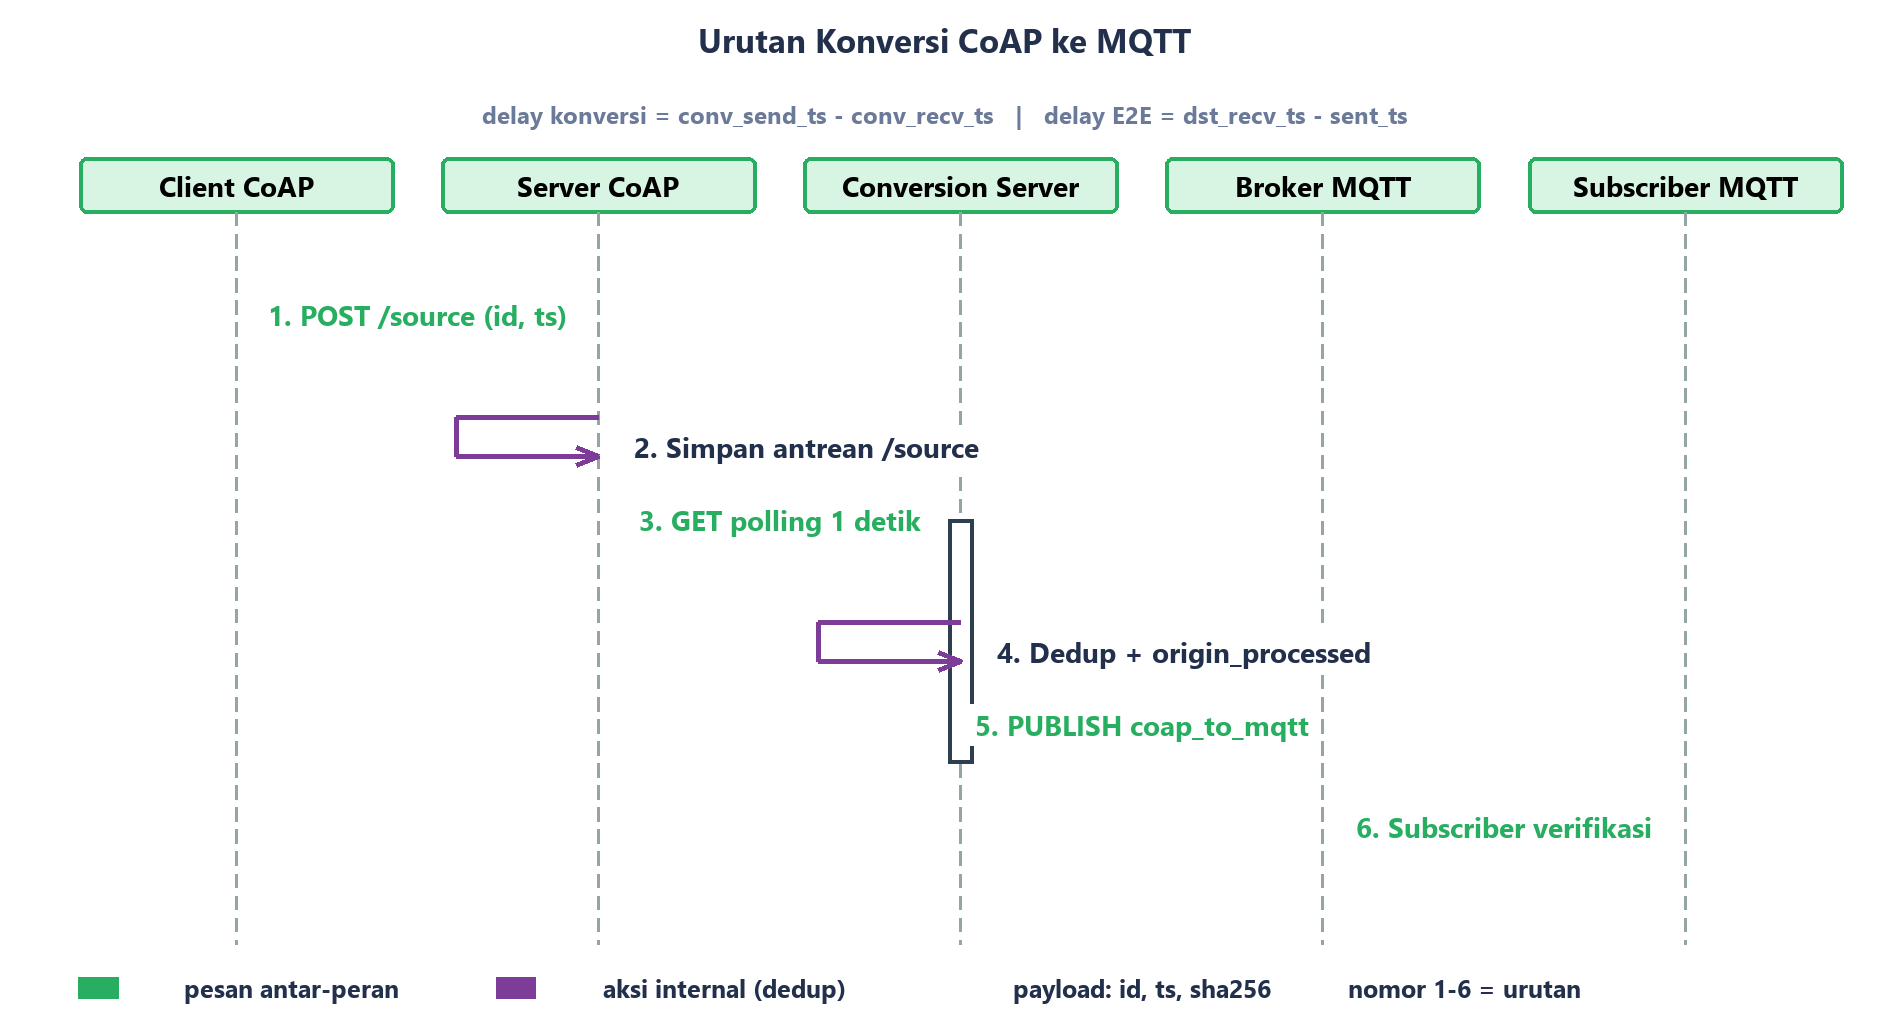 Urutan Konversi CoAP ke MQTT
delay konversi = conv_send_ts - conv_recv_ts | delay E2E = dst_recv_ts - sent_ts
Client CoAP
Server CoAP
Conversion Server
Broker MQTT
Subscriber MQTT
1. POST /source (id, ts)
2. Simpan antrean /source
3. GET polling 1 detik
4. Dedup + origin_processed
5. PUBLISH coap_to_mqtt
6. Subscriber verifikasi
pesan antar-peran
aksi internal (dedup)
payload: id, ts, sha256
nomor 1-6 = urutan